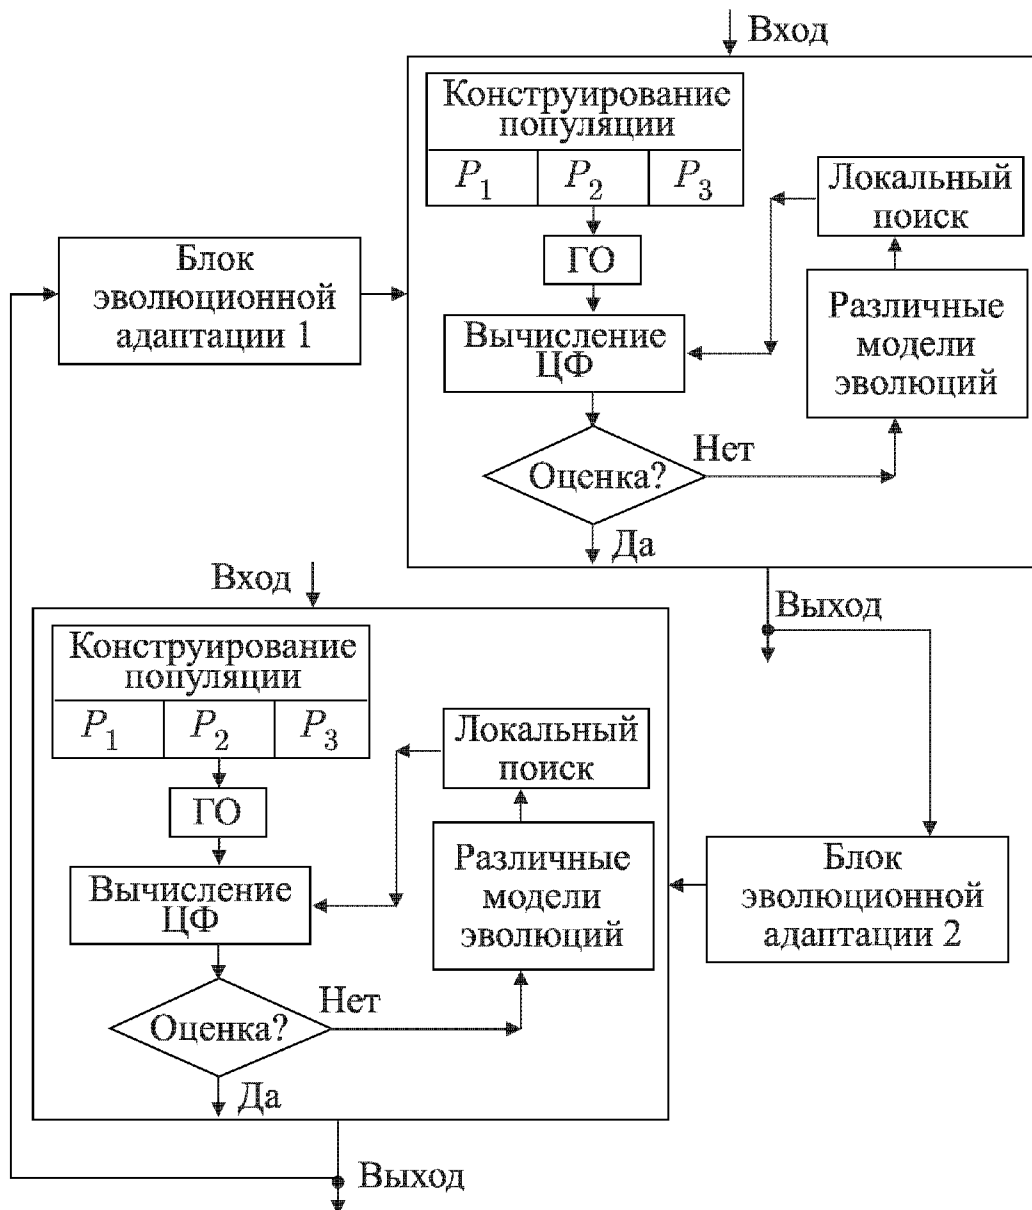 Вход
Конструирование
популяции
P1 P2 P3
Локальный
поиск
ГО
Блок
эволюционной
адаптации 1
Различные
модели
эволюций
Вычисление
ЦФ
Нет
Оценка?
Да
Вход
Выход
Конструирование
популяции
P1 P2 P3
Локальный
поиск
ГО
Различные
модели
эволюций
Блок
эволюционной
адаптации 2
Вычисление
ЦФ
Нет
Оценка?
Да
Выход